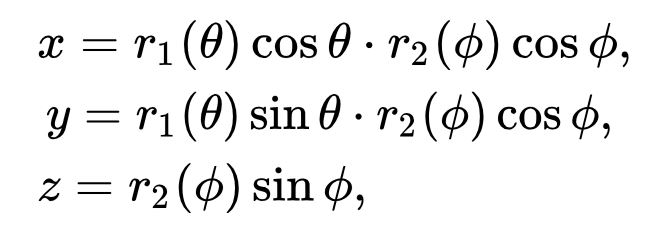 x = r₁(θ) cos θ · r₂(ϕ) cos ϕ,
y = r₁(θ) sin θ · r₂(ϕ) cos ϕ,
z = r₂(ϕ) sin ϕ,